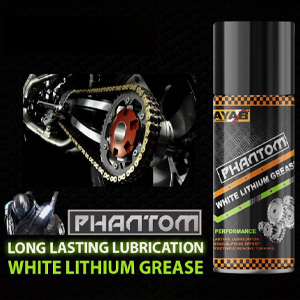 PHANTOM
LONG LASTING LUBRICATION
WHITE LITHIUM GREASE
AYAB
PHANTOM
WHITE LITHIUM GREASE
PERFORMANCE